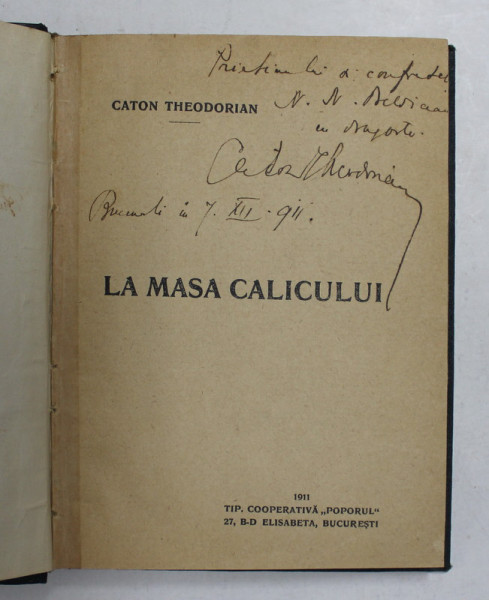 Prietenului și confratelui
N. N. Beldiceanu
cu dragoste.
CATON THEODORIAN
Caton Theodorian
București în 7. XII. 911.
LA MASA CALICULUI
1911
TIP. COOPERATIVĂ „POPORUL"
27, B-D ELISABETA, BUCUREȘTI